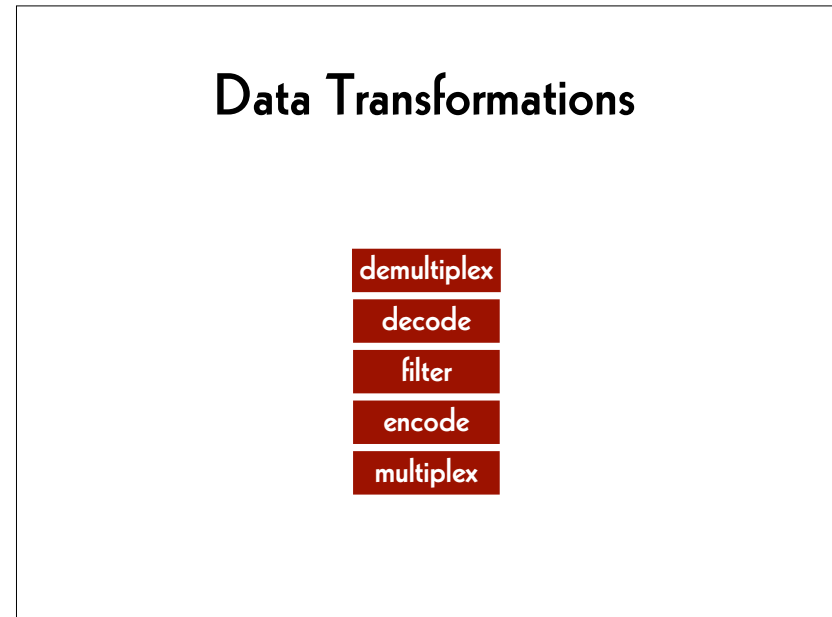 Data Transformations
demultiplex
decode
filter
encode
multiplex